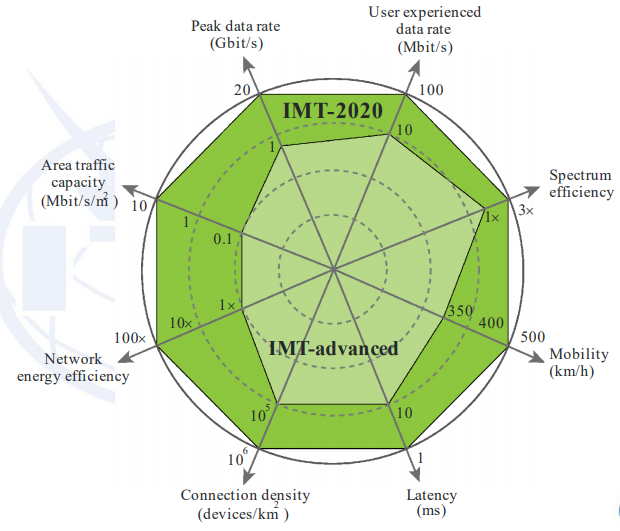 User experienced
data rate
(Mbit/s)
Peak data rate
(Gbit/s)
20
100
IMT-2020
10
1
Area traffic
capacity
(Mbit/s/m²)
10
1
0.1
Spectrum
efficiency
1×
3×
350
400
500
Mobility
(km/h)
1×
10×
100×
Network
energy efficiency
IMT-advanced
10⁵
10
10⁶
1
Connection density
(devices/km²)
Latency
(ms)